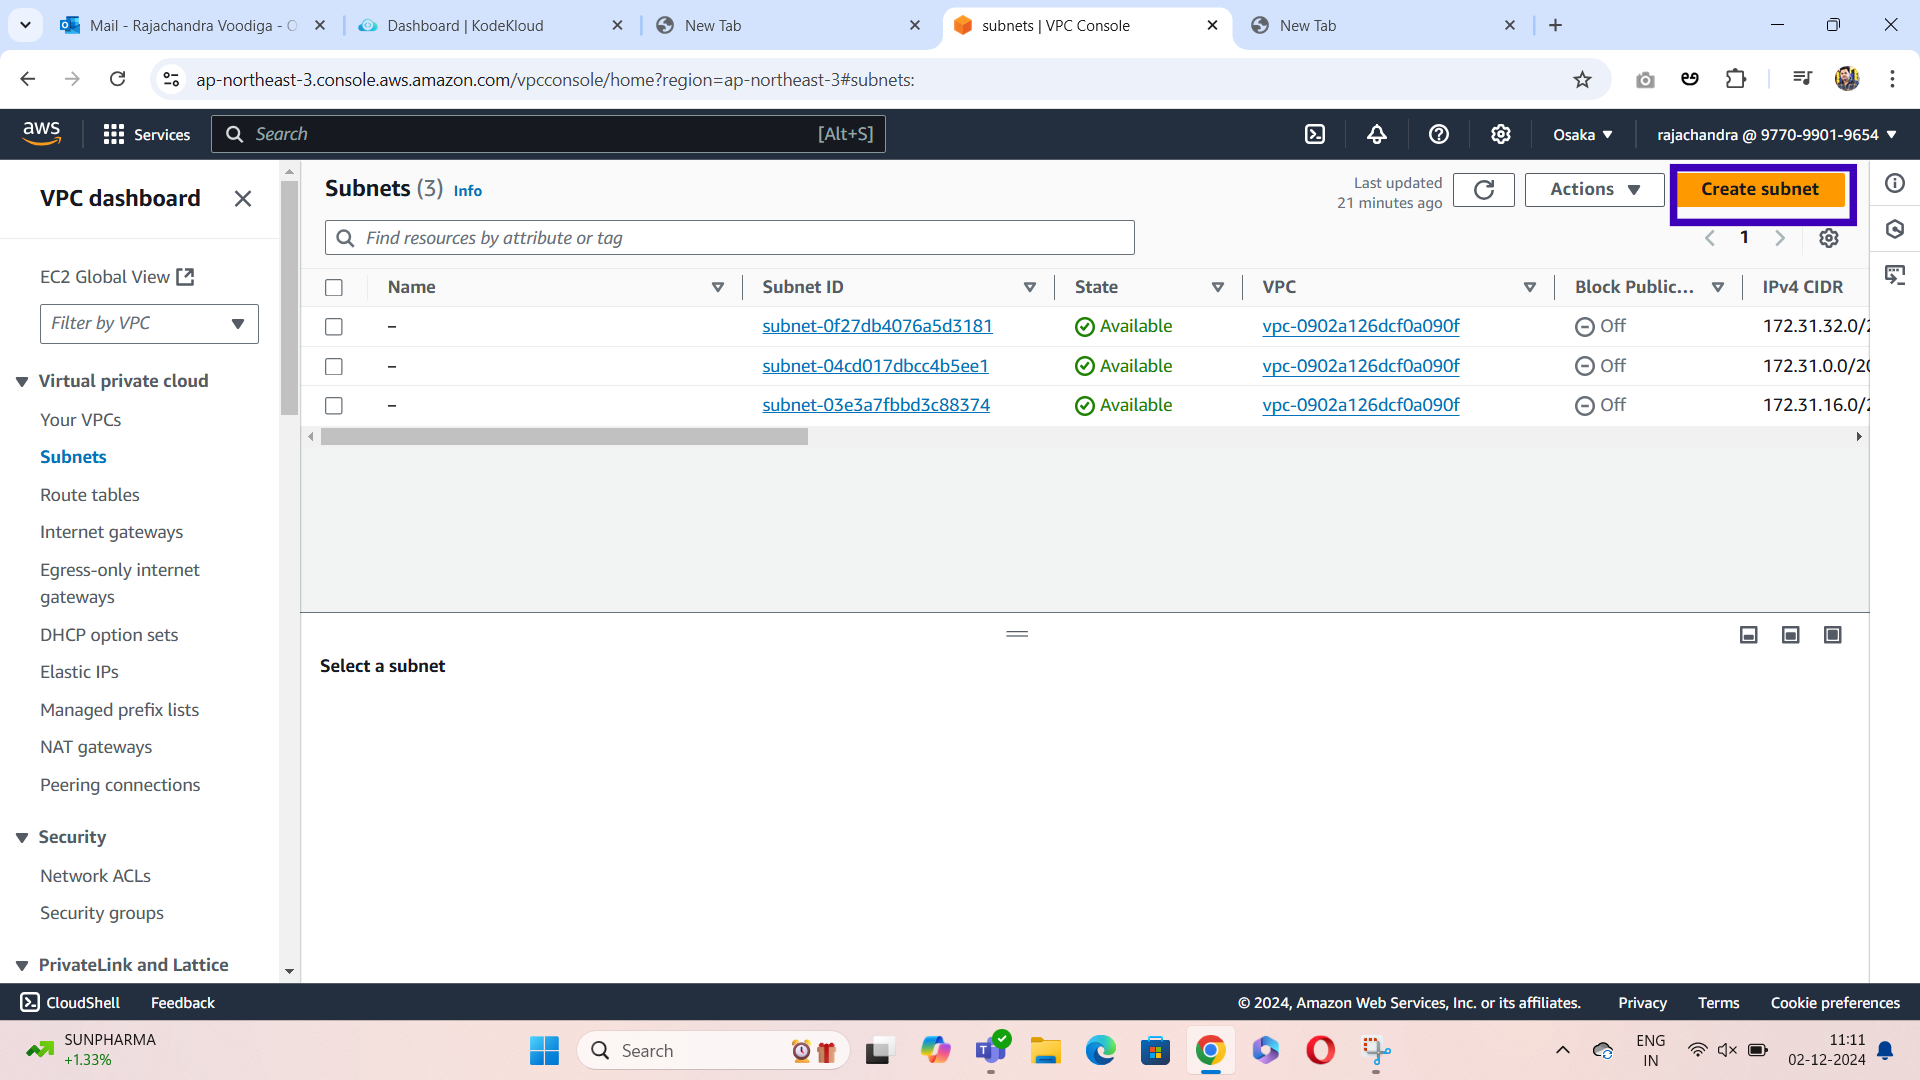 Mail - Rajachandra Voodiga - O
Dashboard | KodeKloud
New Tab
subnets | VPC Console
New Tab
ap-northeast-3.console.aws.amazon.com/vpcconsole/home?region=ap-northeast-3#subnets:
aws
Services
Search
[Alt+S]
Osaka
rajachandra @ 9770-9901-9654
VPC dashboard
EC2 Global View
Filter by VPC
Virtual private cloud
Your VPCs
Subnets
Route tables
Internet gateways
Egress-only internet
gateways
DHCP option sets
Elastic IPs
Managed prefix lists
NAT gateways
Peering connections
Security
Network ACLs
Security groups
PrivateLink and Lattice
Subnets (3) Info
Last updated
21 minutes ago
Actions
Create subnet
Find resources by attribute or tag
1
Name Subnet ID State VPC Block Public... IPv4 CIDR
– subnet-0f27db4076a5d3181 Available vpc-0902a126dcf0a090f Off 172.31.32.0/2
– subnet-04cd017dbcc4b5ee1 Available vpc-0902a126dcf0a090f Off 172.31.0.0/20
– subnet-03e3a7fbbd3c88374 Available vpc-0902a126dcf0a090f Off 172.31.16.0/2
Select a subnet
CloudShell
Feedback
© 2024, Amazon Web Services, Inc. or its affiliates.
Privacy
Terms
Cookie preferences
SUNPHARMA
+1.33%
Search
ENG
IN
11:11
02-12-2024